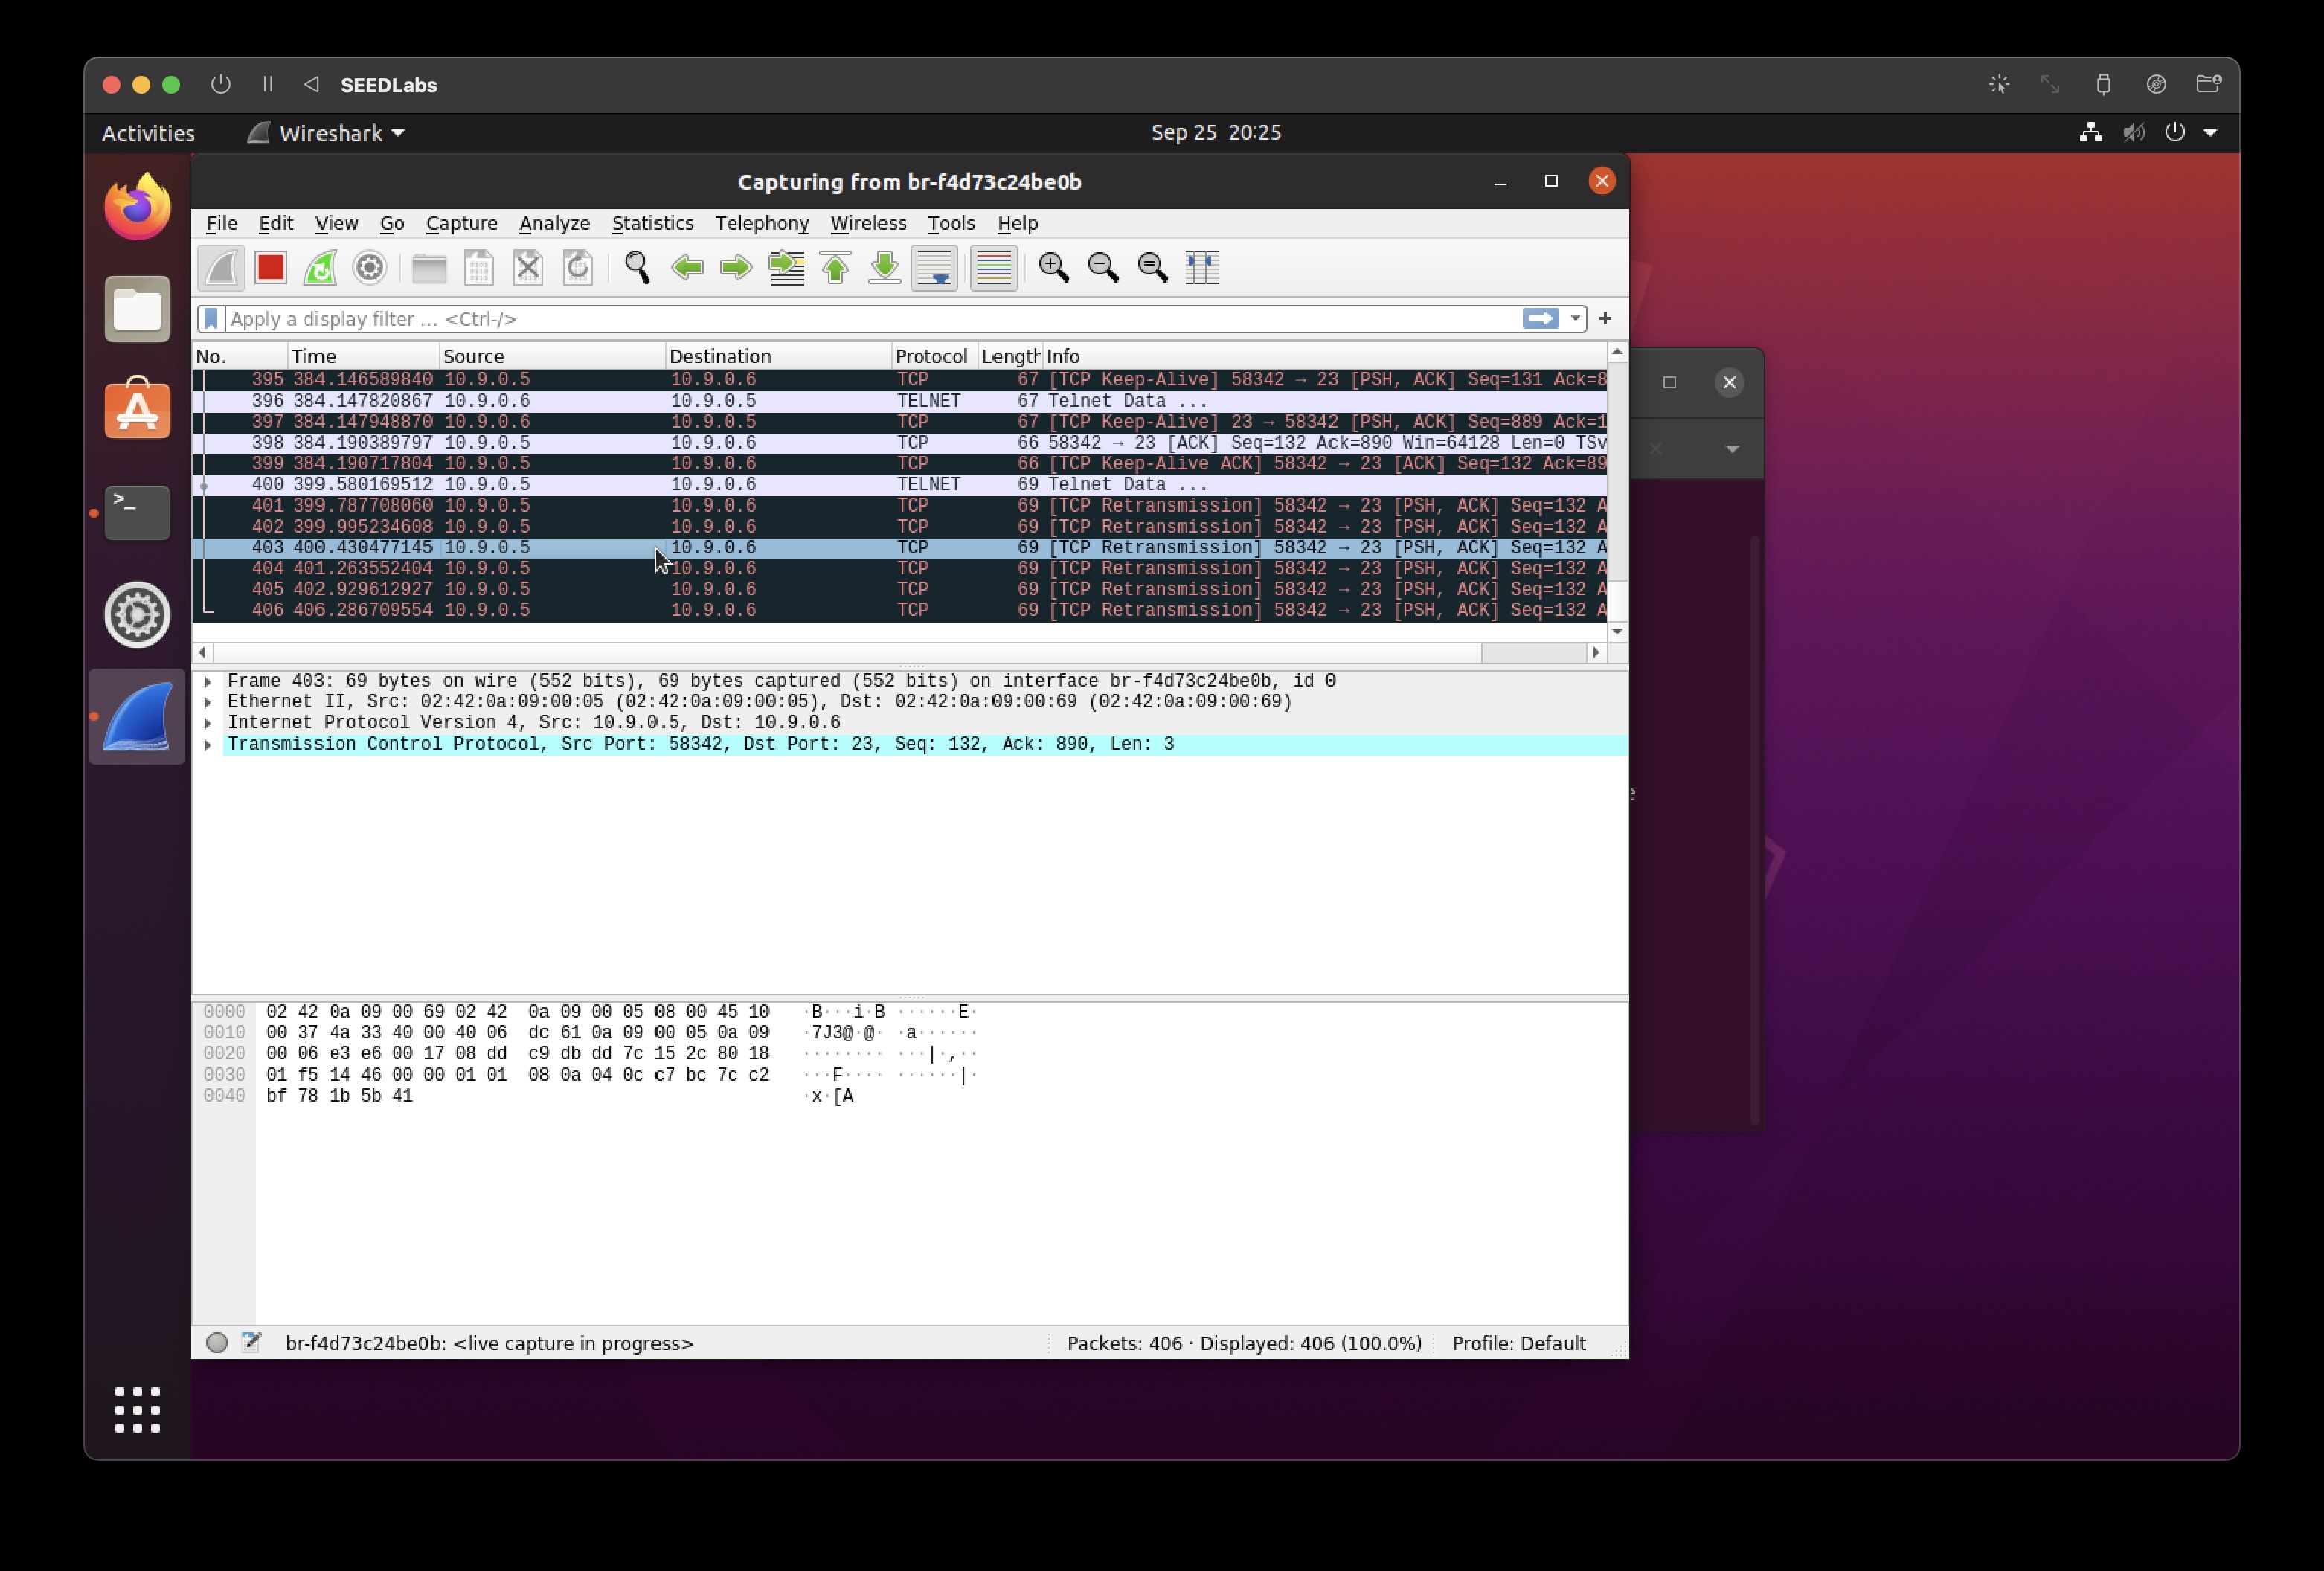 SEEDLabs
Activities Wireshark Sep 25 20:25
Capturing from br-f4d73c24be0b
File Edit View Go Capture Analyze Statistics Telephony Wireless Tools Help
Apply a display filter … <Ctrl-/> +
No. Time Source Destination Protocol Length Info
395 384.146589840 10.9.0.5 10.9.0.6 TCP 67 [TCP Keep-Alive] 58342 → 23 [PSH, ACK] Seq=131 Ack=8
396 384.147820867 10.9.0.6 10.9.0.5 TELNET 67 Telnet Data ...
397 384.147948870 10.9.0.6 10.9.0.5 TCP 67 [TCP Keep-Alive] 23 → 58342 [PSH, ACK] Seq=889 Ack=1
398 384.190389797 10.9.0.5 10.9.0.6 TCP 66 58342 → 23 [ACK] Seq=132 Ack=890 Win=64128 Len=0 TSv
399 384.190717804 10.9.0.5 10.9.0.6 TCP 66 [TCP Keep-Alive ACK] 58342 → 23 [ACK] Seq=132 Ack=89
400 399.580169512 10.9.0.5 10.9.0.6 TELNET 69 Telnet Data ...
401 399.787708060 10.9.0.5 10.9.0.6 TCP 69 [TCP Retransmission] 58342 → 23 [PSH, ACK] Seq=132 A
402 399.995234608 10.9.0.5 10.9.0.6 TCP 69 [TCP Retransmission] 58342 → 23 [PSH, ACK] Seq=132 A
403 400.430477145 10.9.0.5 10.9.0.6 TCP 69 [TCP Retransmission] 58342 → 23 [PSH, ACK] Seq=132 A
404 401.263552404 10.9.0.5 10.9.0.6 TCP 69 [TCP Retransmission] 58342 → 23 [PSH, ACK] Seq=132 A
405 402.929612927 10.9.0.5 10.9.0.6 TCP 69 [TCP Retransmission] 58342 → 23 [PSH, ACK] Seq=132 A
406 406.286709554 10.9.0.5 10.9.0.6 TCP 69 [TCP Retransmission] 58342 → 23 [PSH, ACK] Seq=132 A
Frame 403: 69 bytes on wire (552 bits), 69 bytes captured (552 bits) on interface br-f4d73c24be0b, id 0
Ethernet II, Src: 02:42:0a:09:00:05 (02:42:0a:09:00:05), Dst: 02:42:0a:09:00:69 (02:42:0a:09:00:69)
Internet Protocol Version 4, Src: 10.9.0.5, Dst: 10.9.0.6
Transmission Control Protocol, Src Port: 58342, Dst Port: 23, Seq: 132, Ack: 890, Len: 3
0000 02 42 0a 09 00 69 02 42 0a 09 00 05 08 00 45 10 ·B···i·B ······E·
0010 00 37 4a 33 40 00 40 06 dc 61 0a 09 00 05 0a 09 ·7J3@·@· ·a······
0020 00 06 e3 e6 00 17 08 dd c9 db dd 7c 15 2c 80 18 ········ ···|·,··
0030 01 f5 14 46 00 00 01 01 08 0a 04 0c c7 bc 7c c2 ···F···· ······|·
0040 bf 78 1b 5b 41 ·x·[A
br-f4d73c24be0b: <live capture in progress> Packets: 406 · Displayed: 406 (100.0%) Profile: Default